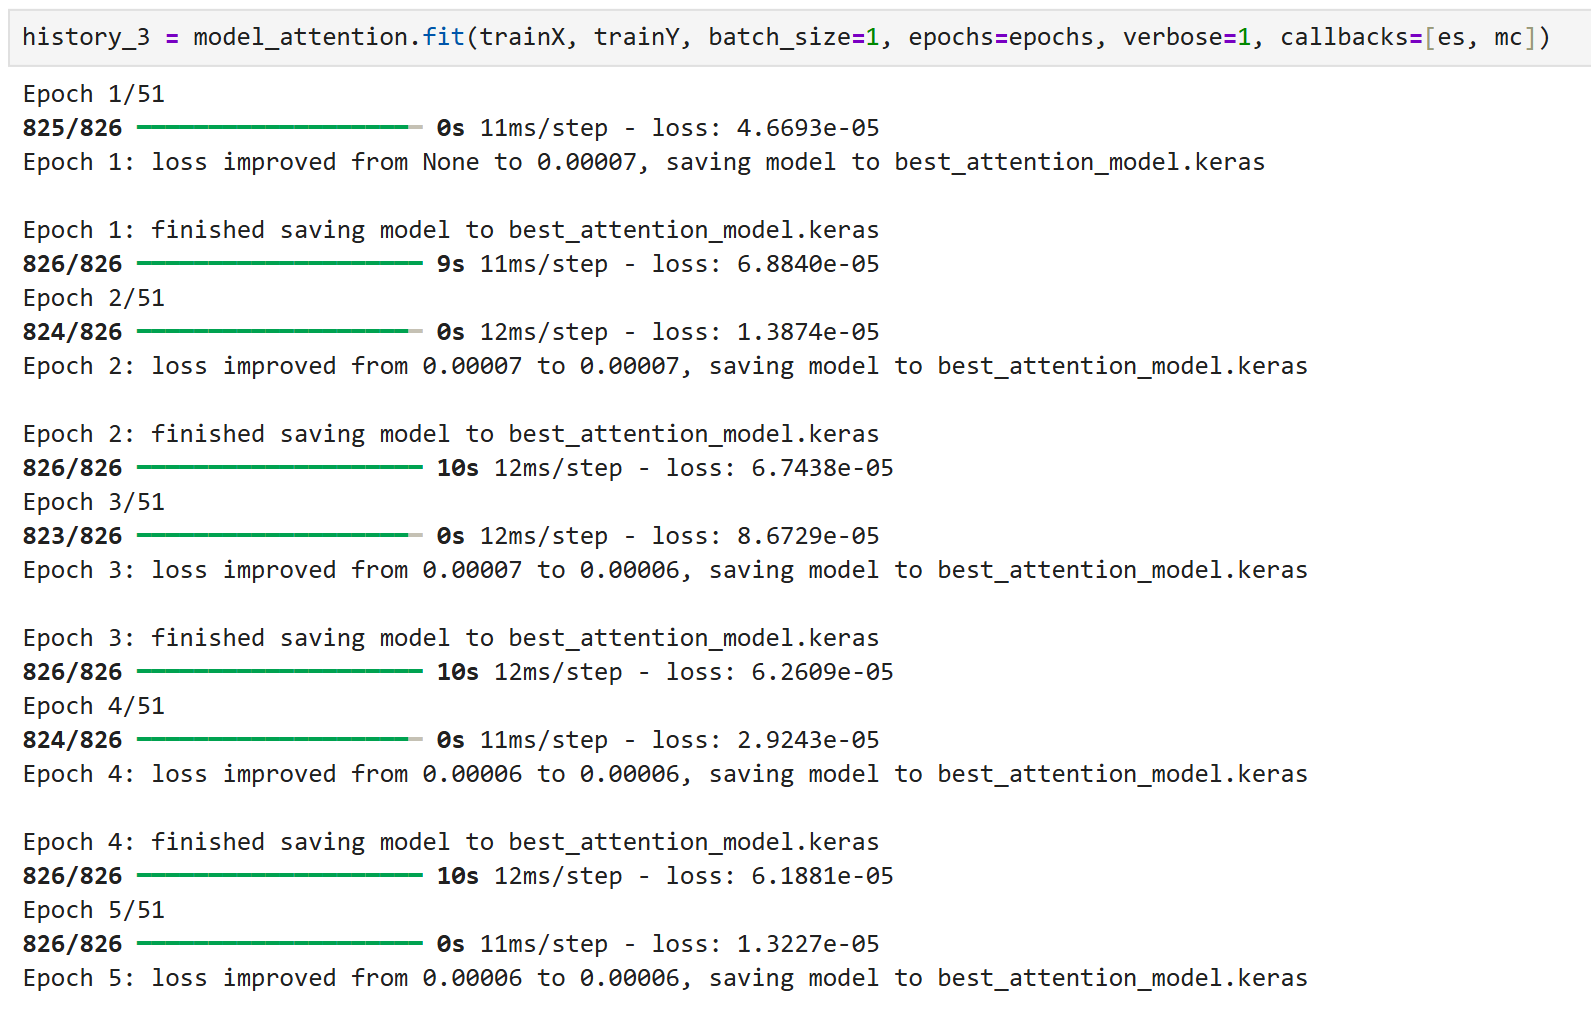 history_3 = model_attention.fit(trainX, trainY, batch_size=1, epochs=epochs, verbose=1, callbacks=[es, mc])
Epoch 1/51
825/826 0s 11ms/step - loss: 4.6693e-05
Epoch 1: loss improved from None to 0.00007, saving model to best_attention_model.keras
Epoch 1: finished saving model to best_attention_model.keras
826/826 9s 11ms/step - loss: 6.8840e-05
Epoch 2/51
824/826 0s 12ms/step - loss: 1.3874e-05
Epoch 2: loss improved from 0.00007 to 0.00007, saving model to best_attention_model.keras
Epoch 2: finished saving model to best_attention_model.keras
826/826 10s 12ms/step - loss: 6.7438e-05
Epoch 3/51
823/826 0s 12ms/step - loss: 8.6729e-05
Epoch 3: loss improved from 0.00007 to 0.00006, saving model to best_attention_model.keras
Epoch 3: finished saving model to best_attention_model.keras
826/826 10s 12ms/step - loss: 6.2609e-05
Epoch 4/51
824/826 0s 11ms/step - loss: 2.9243e-05
Epoch 4: loss improved from 0.00006 to 0.00006, saving model to best_attention_model.keras
Epoch 4: finished saving model to best_attention_model.keras
826/826 10s 12ms/step - loss: 6.1881e-05
Epoch 5/51
826/826 0s 11ms/step - loss: 1.3227e-05
Epoch 5: loss improved from 0.00006 to 0.00006, saving model to best_attention_model.keras